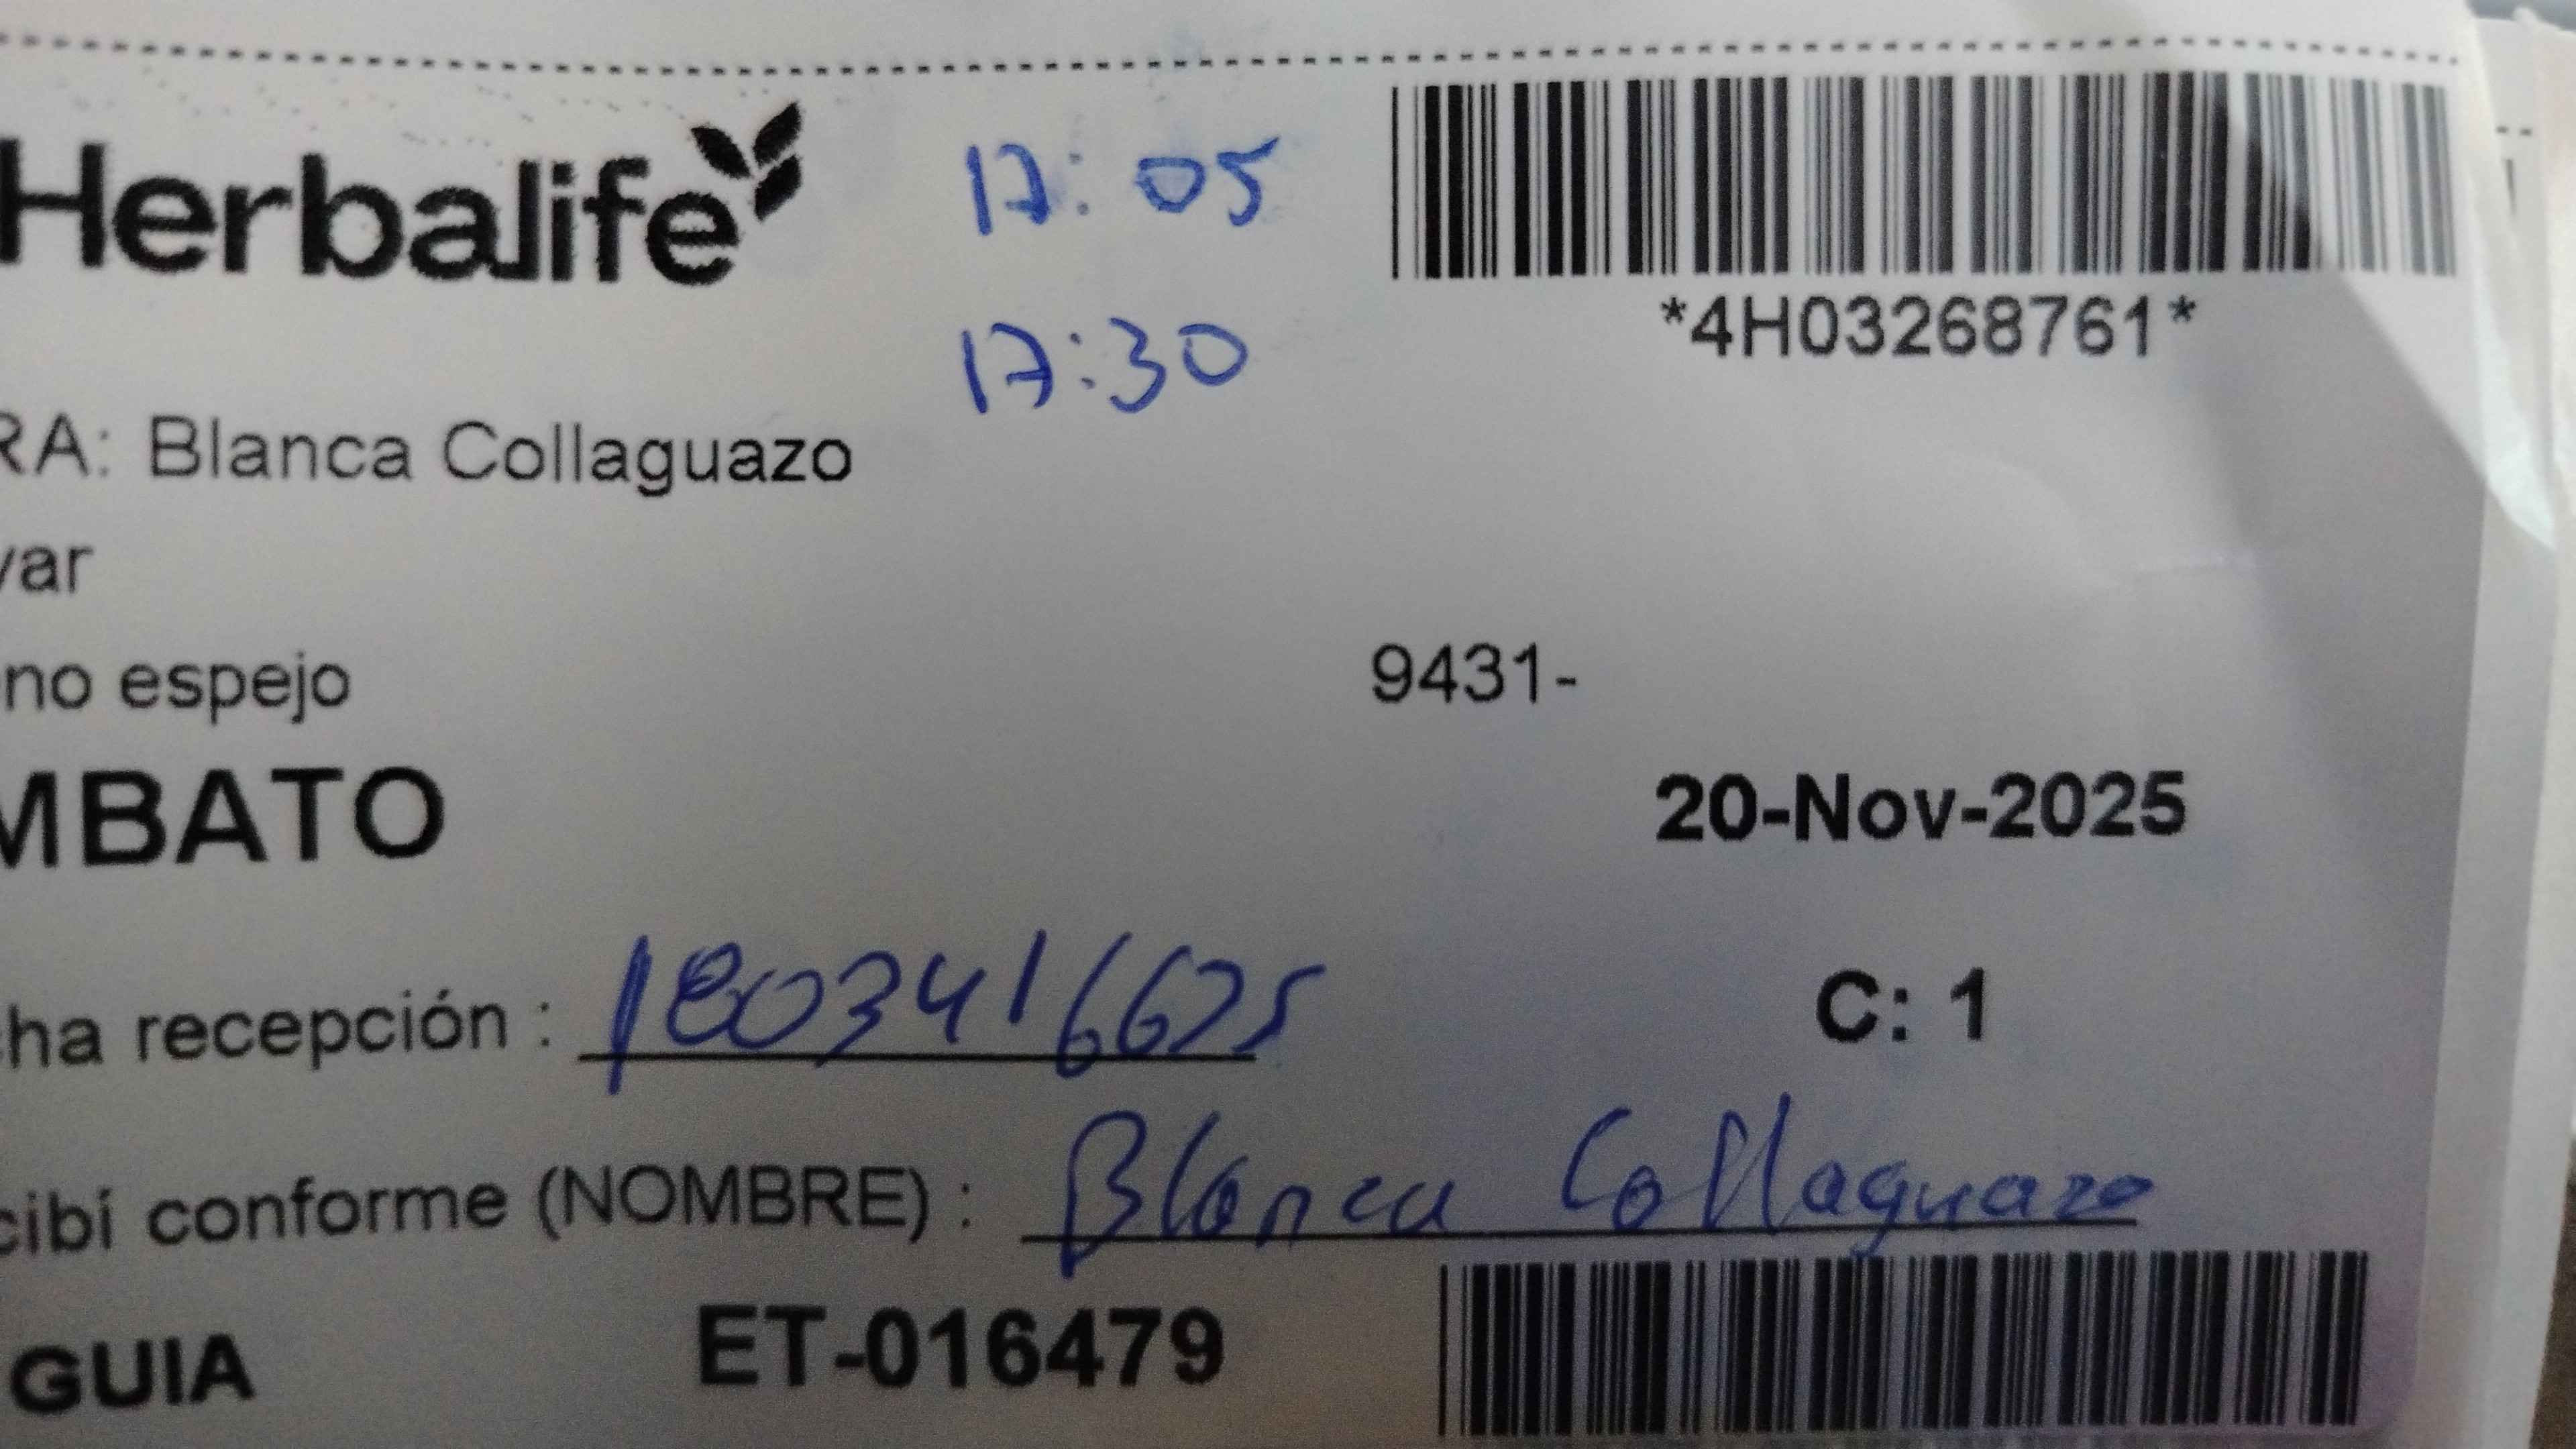 Herbalife
17:05
17:30
*4H03268761*
RA: Blanca Collaguazo
var
no espejo
9431-
MBATO
20-Nov-2025
cha recepción : 1803416675
C: 1
cibí conforme (NOMBRE) : Blanca Collaguazo
GUIA ET-016479